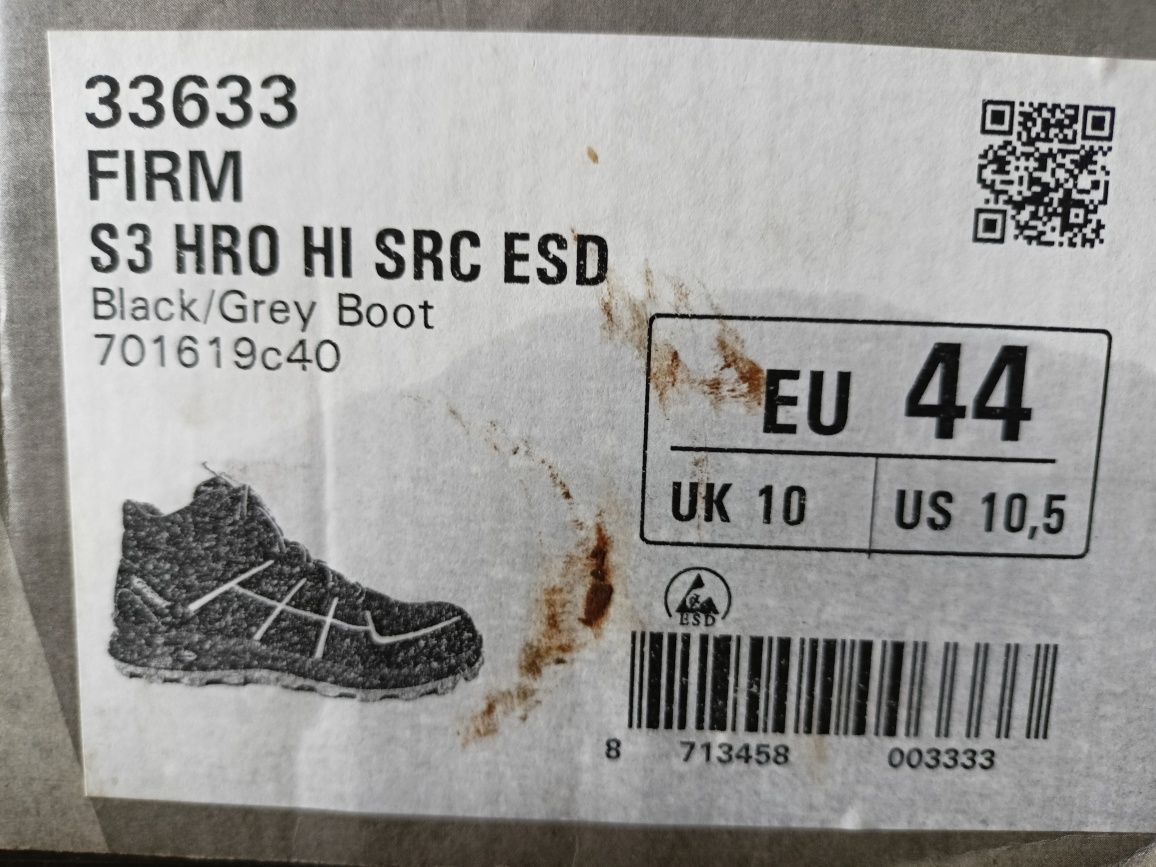 33633
FIRM
S3 HRO HI SRC ESD
Black/Grey Boot
701619c40
EU 44
UK 10
US 10,5
ESD
8 713458 003333